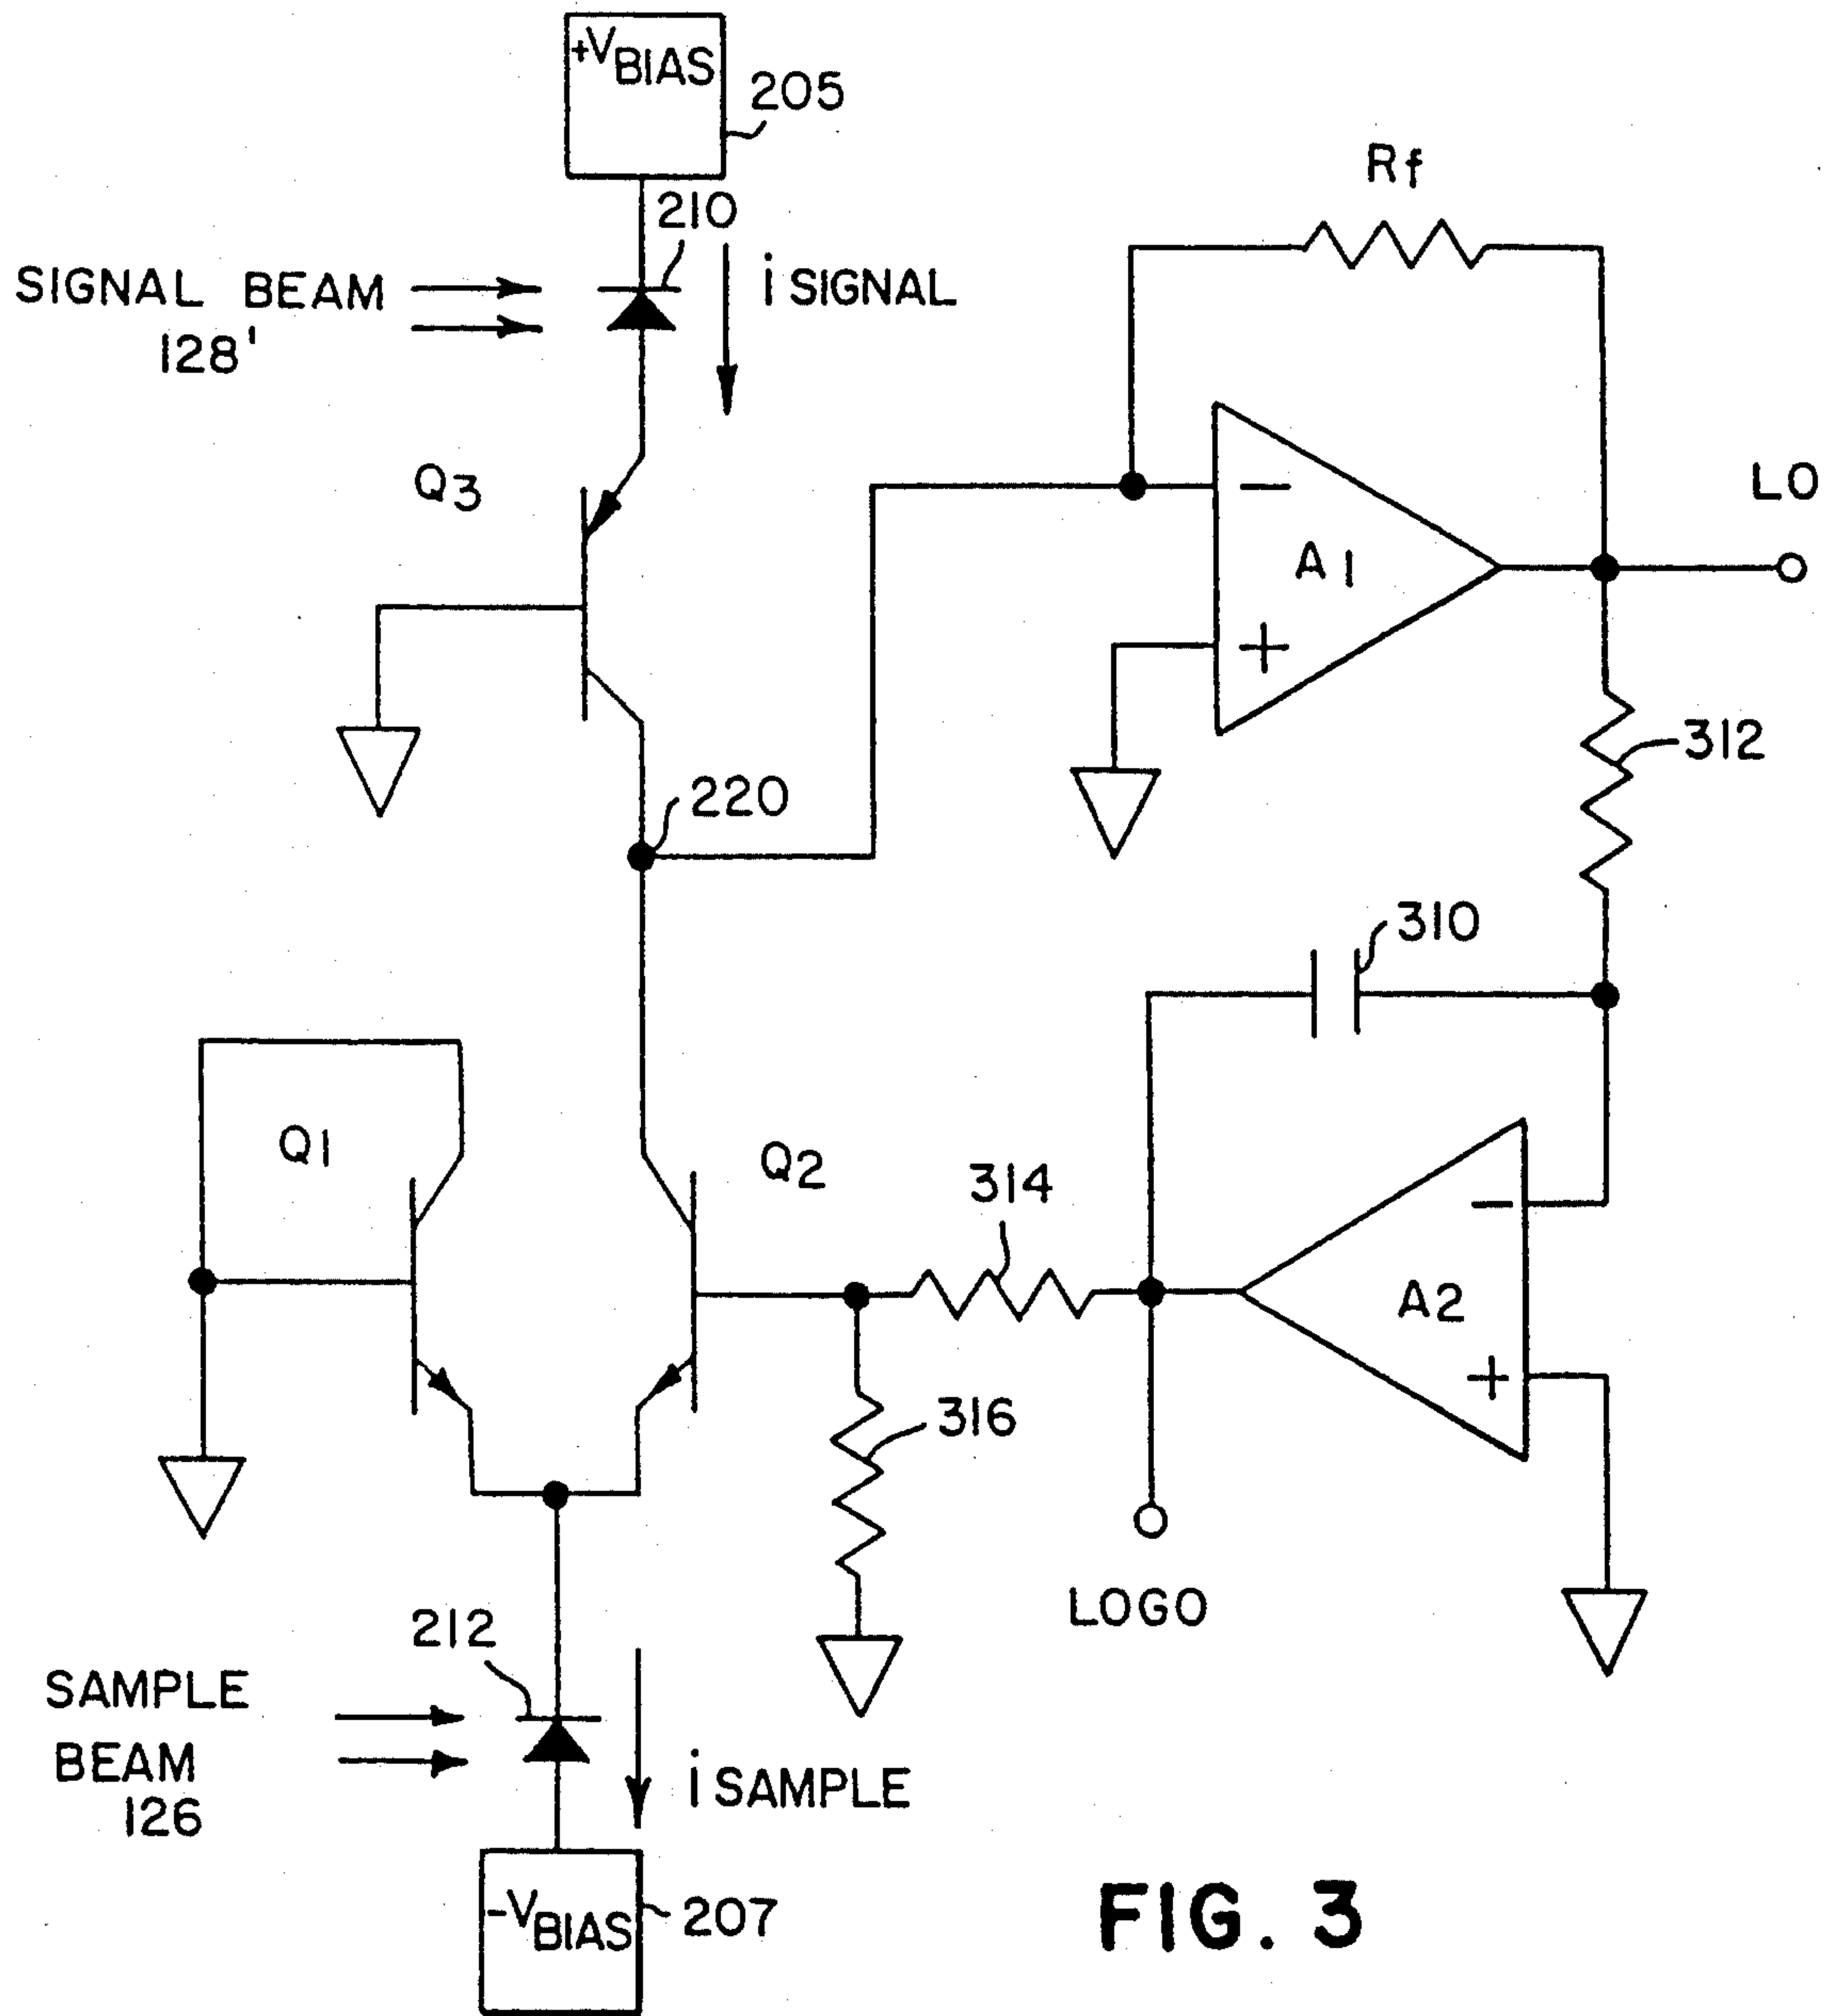 +VBIAS
205
210
Rf
SIGNAL BEAM
128'
i SIGNAL
Q3
LO
−
A1
+
312
220
310
Q1
Q2
314
−
A2
+
316
212
LOGO
SAMPLE
BEAM
126
i SAMPLE
-VBIAS
207
FIG. 3